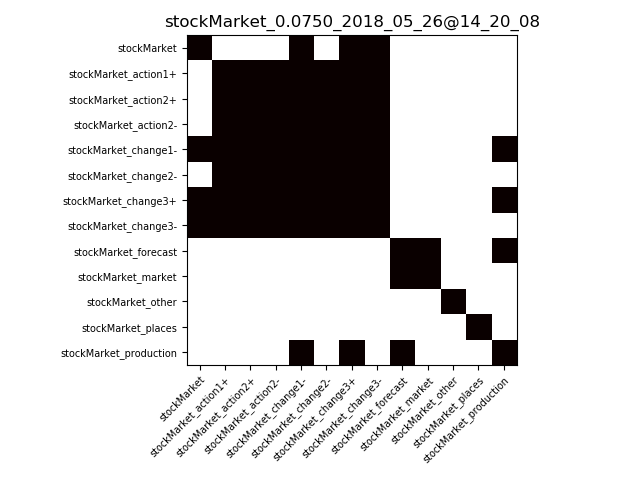 stockMarket_0.0750_2018_05_26@14_20_08
stockMarket
stockMarket_action1+
stockMarket_action2+
stockMarket_action2-
stockMarket_change1-
stockMarket_change2-
stockMarket_change3+
stockMarket_change3-
stockMarket_forecast
stockMarket_market
stockMarket_other
stockMarket_places
stockMarket_production
stockMarket
stockMarket_action1+
stockMarket_action2+
stockMarket_action2-
stockMarket_change1-
stockMarket_change2-
stockMarket_change3+
stockMarket_change3-
stockMarket_forecast
stockMarket_market
stockMarket_other
stockMarket_places
stockMarket_production